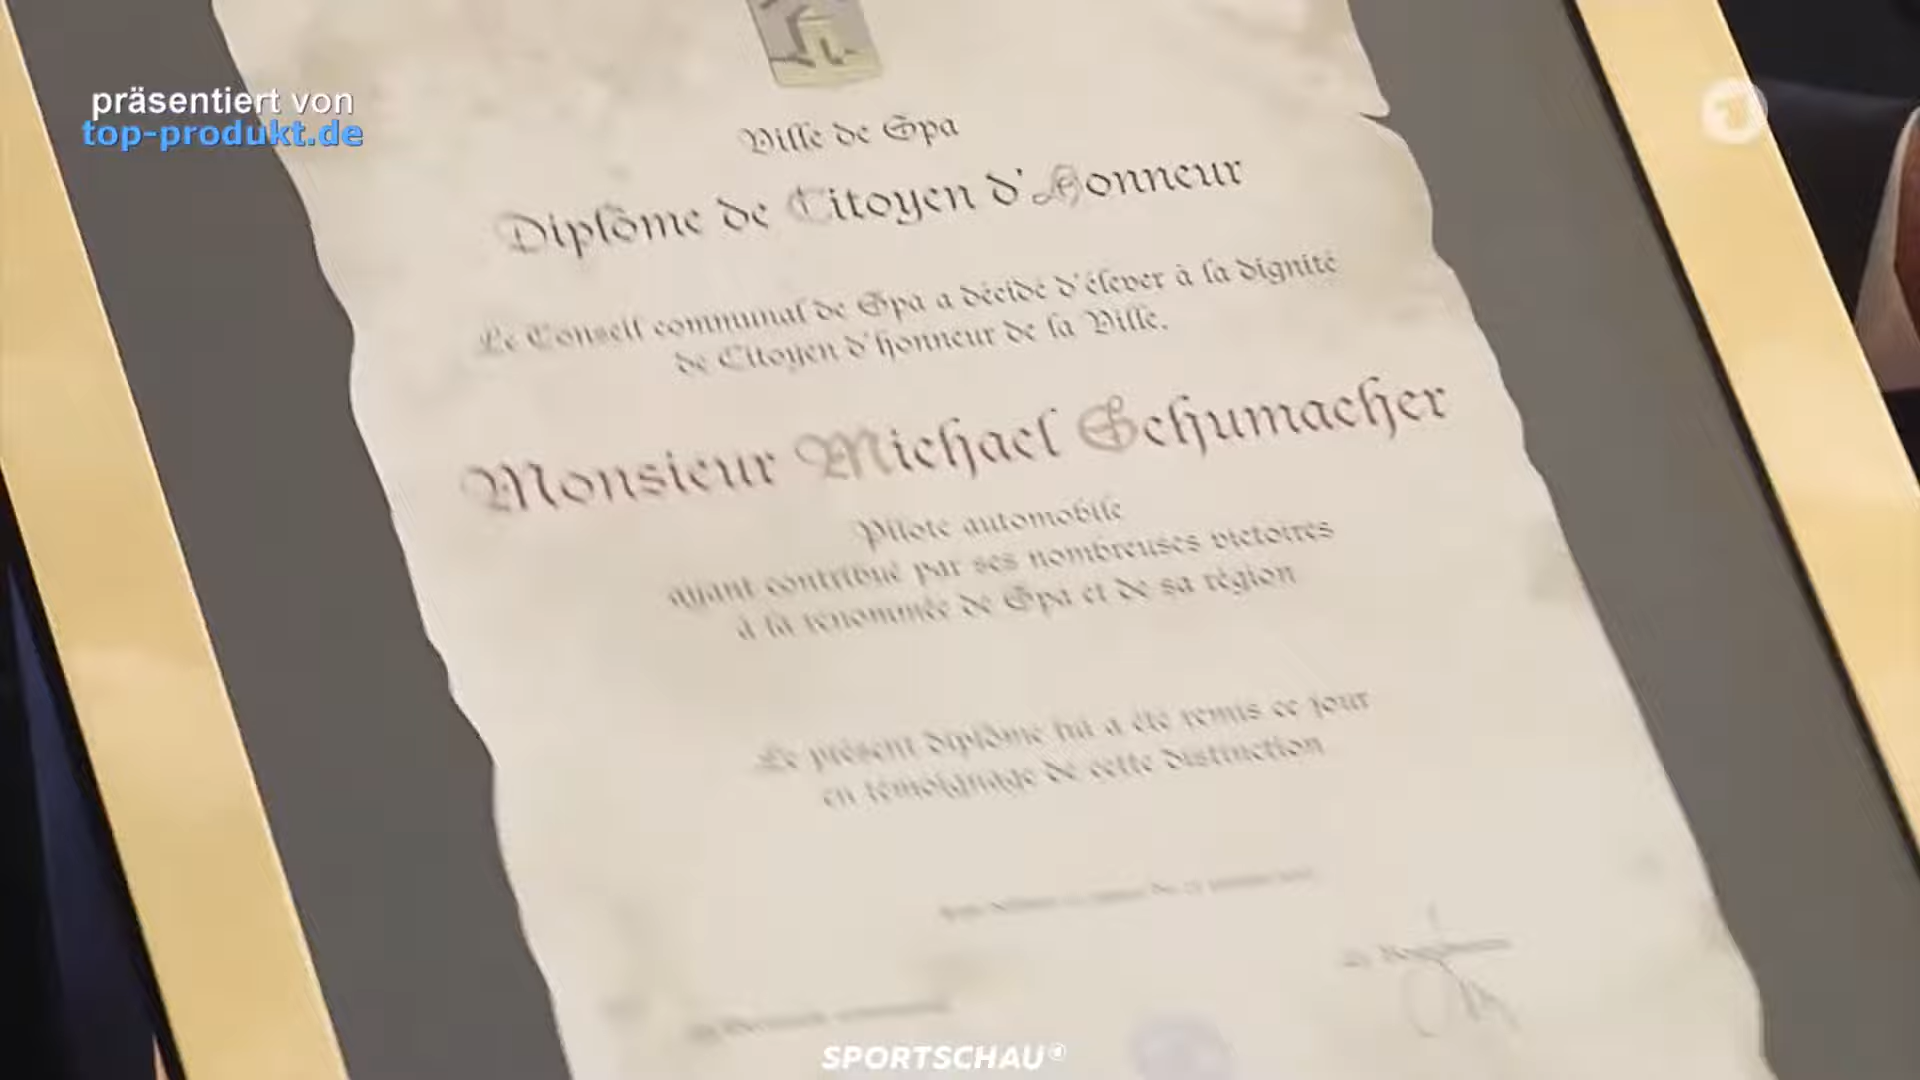 präsentiert von
top-produkt.de
Ville de Spa
Diplôme de Citoyen d'Honneur
Le Conseil communal de Spa a décidé d'élever à la dignité
de Citoyen d'honneur de la Ville.
Monsieur Michael Schumacher
Pilote automobile
ayant contribué par ses nombreuses victoires
à la renommée de Spa et de sa région
Le présent diplôme lui a été remis ce jour
en témoignage de cette distinction
SPORTSCHAU